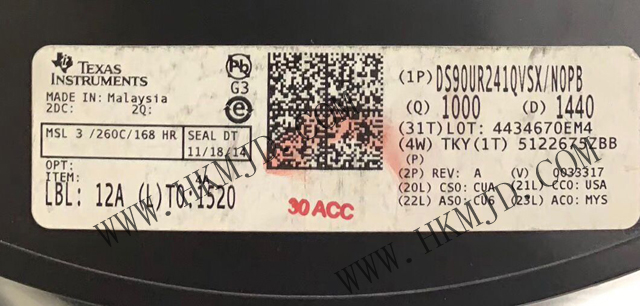 TEXAS
INSTRUMENTS
MADE IN: Malaysia
2DC: 2Q:
Pb
G3
e
MSL 3 /260C/168 HR
SEAL DT
11/18/14
OPT:
ITEM:
LBL: 12A (L)TO:1520
(1P) DS90UR241QVSX/NOPB
(Q) 1000 (D) 1440
(31T)LOT: 4434670EM4
(4W) TKY(1T) 5122675ZBB
(P)
(2P) REV: A (V) 0033317
(20L) CSO: CUA (21L) CCO: USA
(22L) ASO: CU6 (23L) ACO: MYS
30 ACC
WWW.HKMJD.COM
WWW.HKMJD.COM